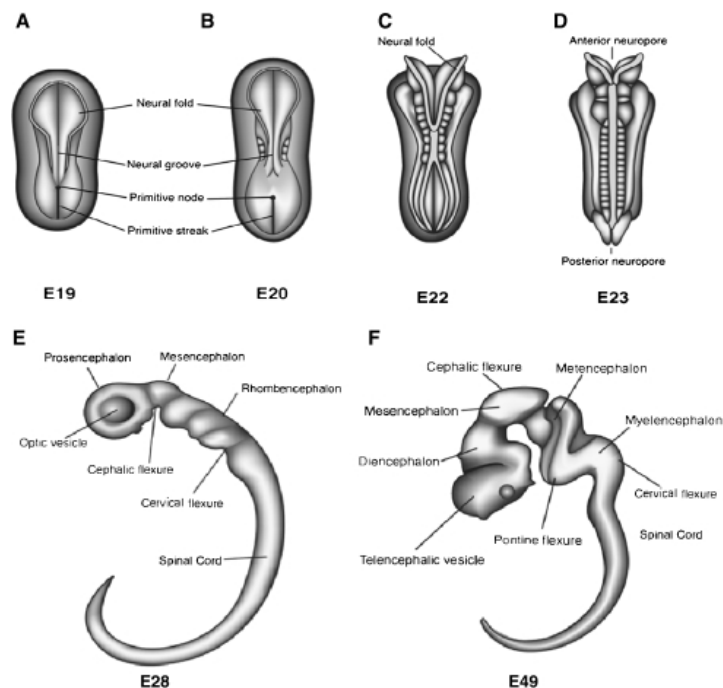 A
B
C
D
Neural fold
Anterior neuropore
Neural fold
Neural groove
Primitive node
Primitive streak
Posterior neuropore
E19
E20
E22
E23
E
F
Prosencephalon
Mesencephalon
Rhombencephalon
Optic vesicle
Cephalic flexure
Cervical flexure
Spinal Cord
E28
Cephalic flexure
Metencephalon
Mesencephalon
Myelencephalon
Diencephalon
Cervical flexure
Pontine flexure
Spinal Cord
Telencephalic vesicle
E49